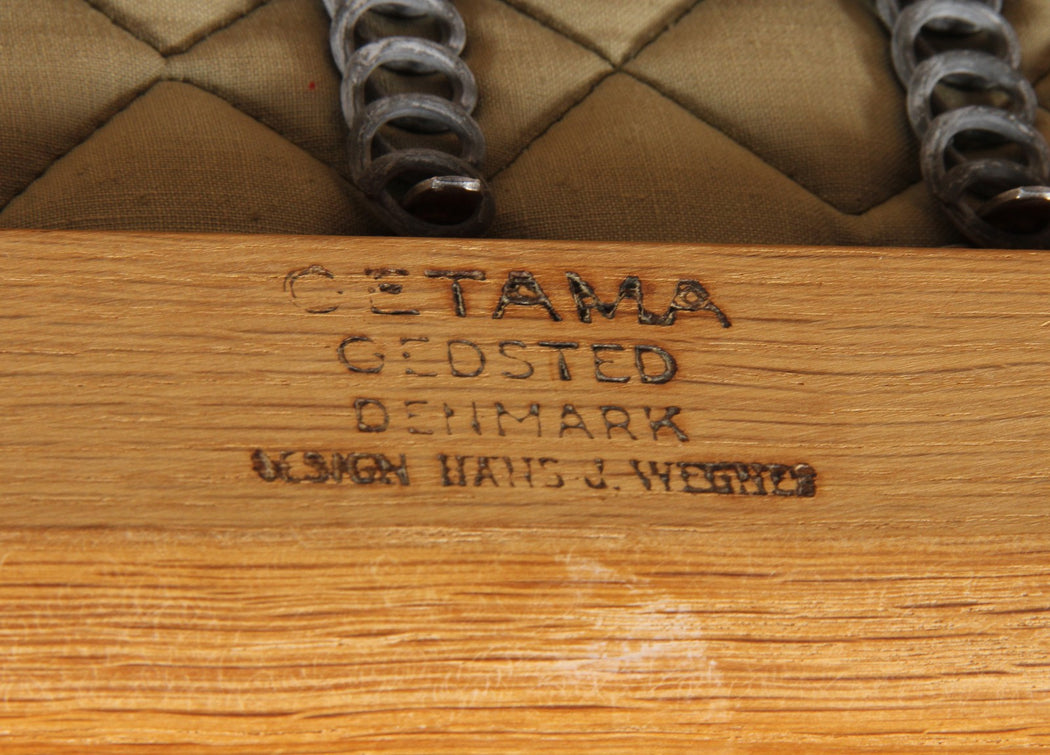 GETAMA
GEDSTED
DENMARK
DESIGN HANS J. WEGNER